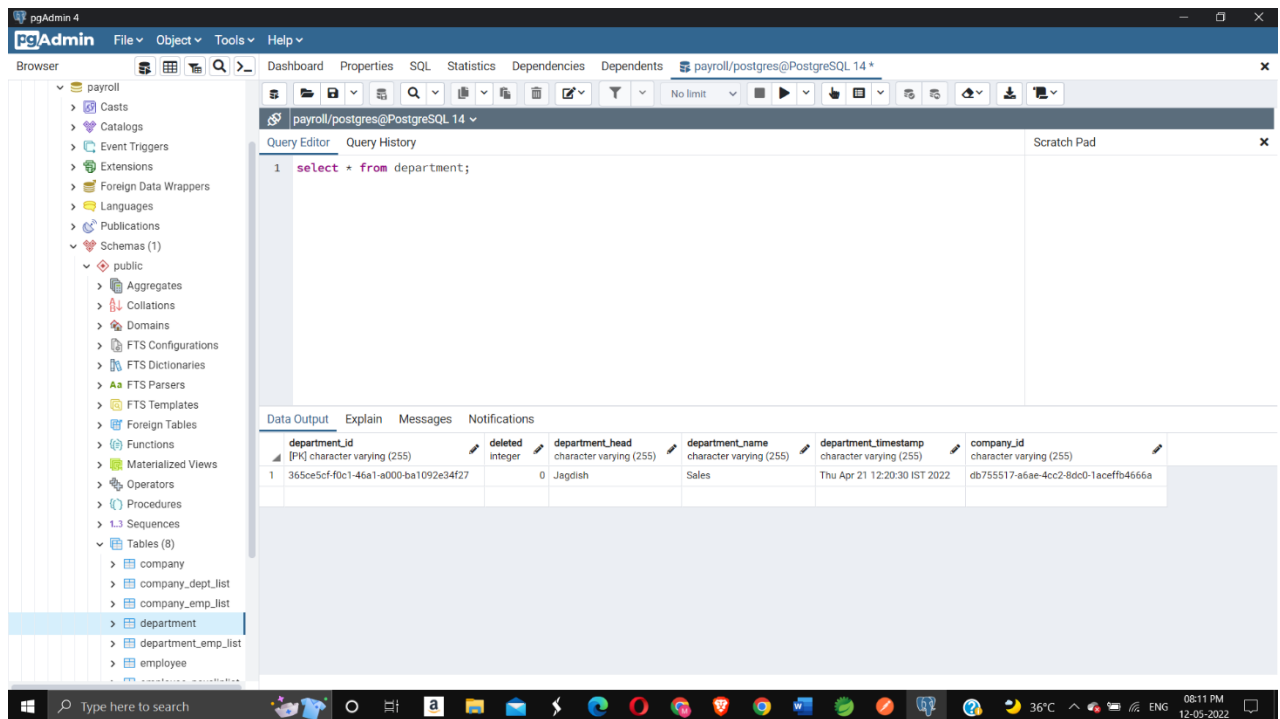 pgAdmin 4
pgAdmin File Object Tools Help
Browser Dashboard Properties SQL Statistics Dependencies Dependents payroll/postgres@PostgreSQL 14 *
No limit
payroll/postgres@PostgreSQL 14
Query Editor Query History Scratch Pad
1 select * from department;
payroll
Casts
Catalogs
Event Triggers
Extensions
Foreign Data Wrappers
Languages
Publications
Schemas (1)
public
Aggregates
Collations
Domains
FTS Configurations
FTS Dictionaries
Aa FTS Parsers
FTS Templates
Foreign Tables
Functions
Materialized Views
Operators
Procedures
1..3 Sequences
Tables (8)
company
company_dept_list
company_emp_list
department
department_emp_list
employee
Data Output Explain Messages Notifications
department_id deleted department_head department_name department_timestamp company_id
[PK] character varying (255) integer character varying (255) character varying (255) character varying (255) character varying (255)
1 365ce5cf-f0c1-46a1-a000-ba1092e34f27 0 Jagdish Sales Thu Apr 21 12:20:30 IST 2022 db755517-a6ae-4cc2-8dc0-1aceffb4666a
Type here to search 36°C ENG 08:11 PM
12-05-2022